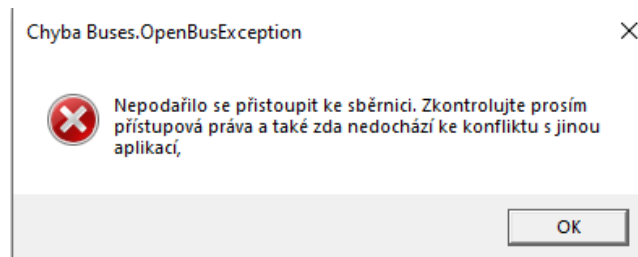 Chyba Buses.OpenBusException
Nepodařilo se přistoupit ke sběrnici. Zkontrolujte prosím
přístupová práva a také zda nedochází ke konfliktu s jinou
aplikací,
OK